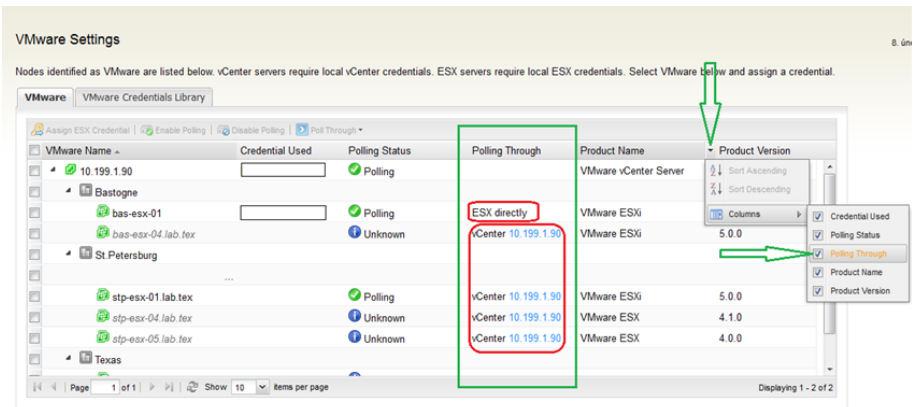 VMware Settings
8. úno
Nodes identified as VMware are listed below. vCenter servers require local vCenter credentials. ESX servers require local ESX credentials. Select VMware below and assign a credential.
VMware VMware Credentials Library
Assign ESX Credential | Enable Polling | Disable Polling | Poll Through
VMware Name Credential Used Polling Status Polling Through Product Name Product Version
10.199.1.90 Polling VMware vCenter Server Sort Ascending
Bastogne Sort Descending
bas-esx-01 Polling ESX directly VMware ESXi Columns Credential Used
bas-esx-04.lab.tex Unknown vCenter 10.199.1.90 VMware ESXi 5.0.0 Polling Status
St.Petersburg Polling Through
... Product Name
stp-esx-01.lab.tex Polling vCenter 10.199.1.90 VMware ESXi 5.0.0 Product Version
stp-esx-04.lab.tex Unknown vCenter 10.199.1.90 VMware ESX 4.1.0
stp-esx-05.lab.tex Unknown vCenter 10.199.1.90 VMware ESX 4.0.0
Texas
Page 1 of 1 Show 10 items per page Displaying 1 - 2 of 2